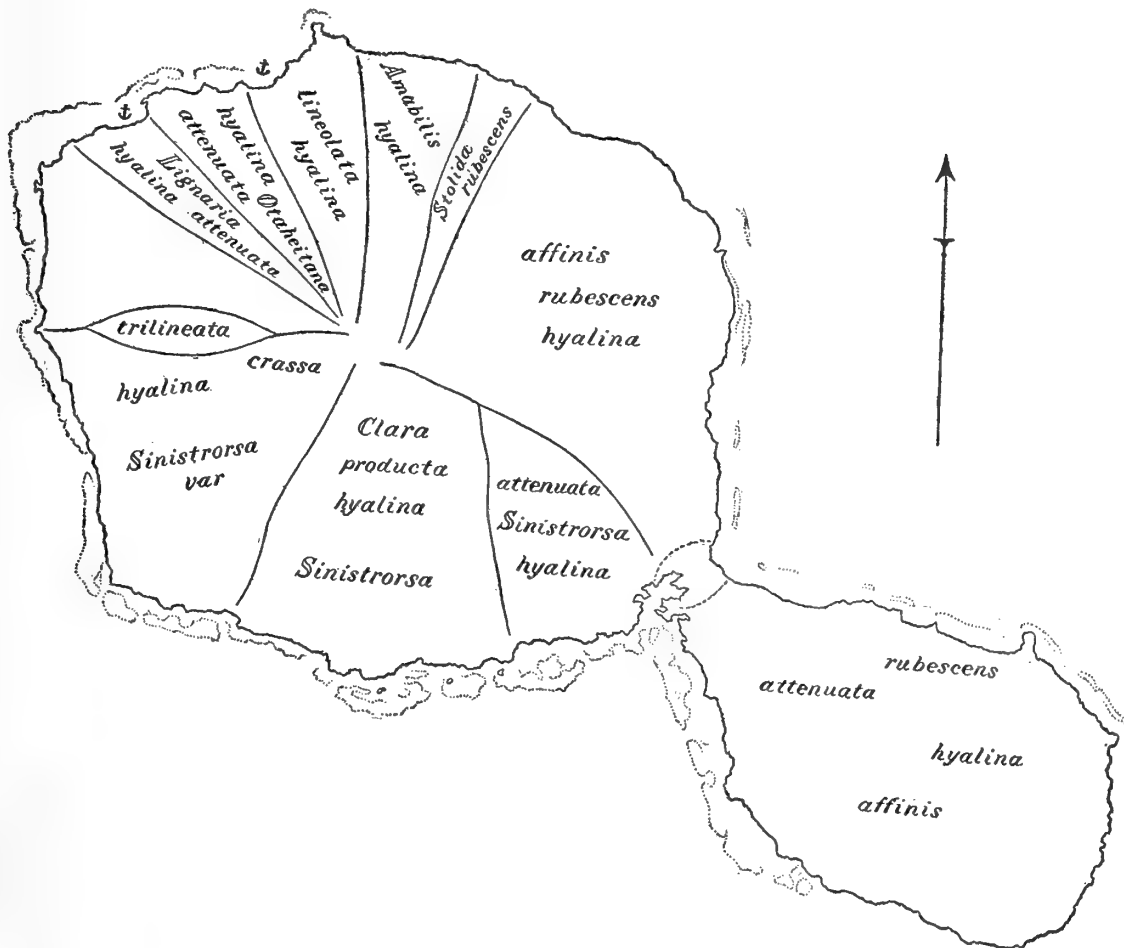 Amabilis
hyalina
Stolida
rubescens
Lineolata
hyalina
hyalina Otaheitana
attenuata
Lignaria attenuata
hyalina
affinis
rubescens
hyalina
trilineata
crassa
hyalina
Sinistrorsa
var
Clara
producta
hyalina
Sinistrorsa
attenuata
Sinistrorsa
hyalina
rubescens
attenuata
hyalina
affinis